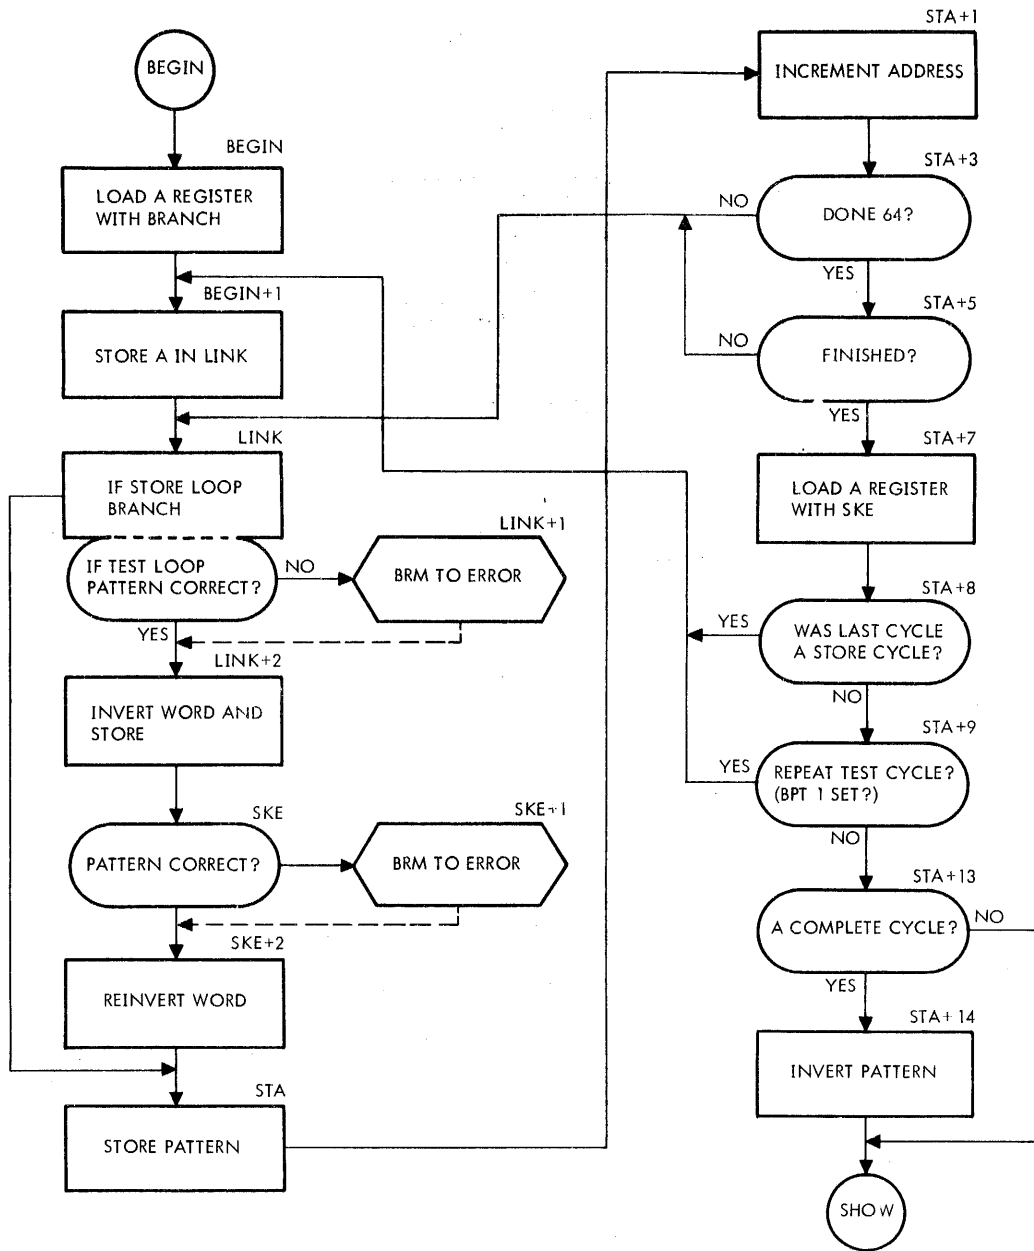 BEGIN
BEGIN
LOAD A REGISTER
WITH BRANCH
BEGIN+1
STORE A IN LINK
LINK
IF STORE LOOP
BRANCH
IF TEST LOOP
PATTERN CORRECT?
NO
YES
LINK+1
BRM TO ERROR
LINK+2
INVERT WORD AND
STORE
SKE
PATTERN CORRECT?
SKE+1
BRM TO ERROR
SKE+2
REINVERT WORD
STA
STORE PATTERN
STA+1
INCREMENT ADDRESS
STA+3
NO
DONE 64?
YES
STA+5
NO
FINISHED?
YES
STA+7
LOAD A REGISTER
WITH SKE
STA+8
YES
WAS LAST CYCLE
A STORE CYCLE?
NO
STA+9
YES
REPEAT TEST CYCLE?
(BPT 1 SET?)
NO
STA+13
A COMPLETE CYCLE?
NO
YES
STA+14
INVERT PATTERN
SHOW